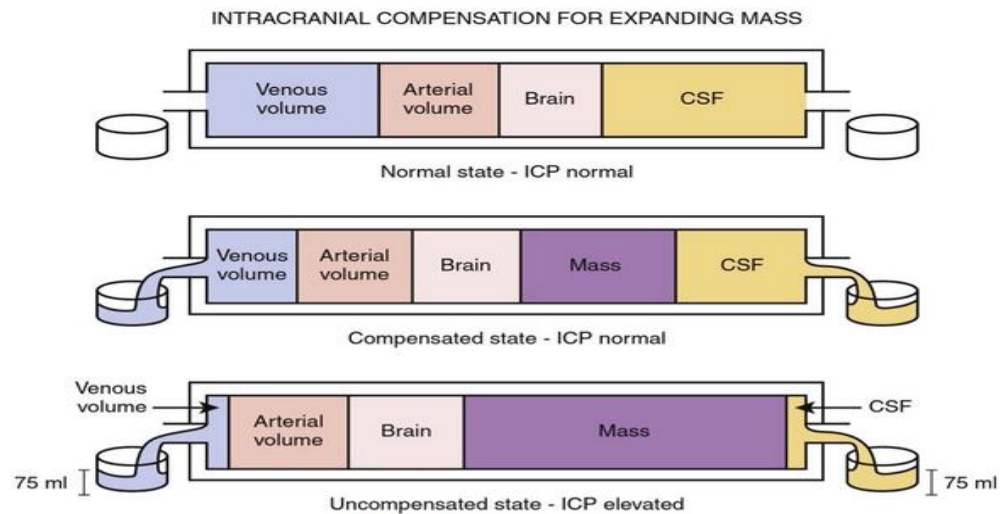 INTRACRANIAL COMPENSATION FOR EXPANDING MASS
Venous
volume
Arterial
volume
Brain
CSF
Normal state - ICP normal
Venous
volume
Arterial
volume
Brain
Mass
CSF
Compensated state - ICP normal
Venous
volume
Arterial
volume
Brain
Mass
CSF
75 ml
75 ml
Uncompensated state - ICP elevated